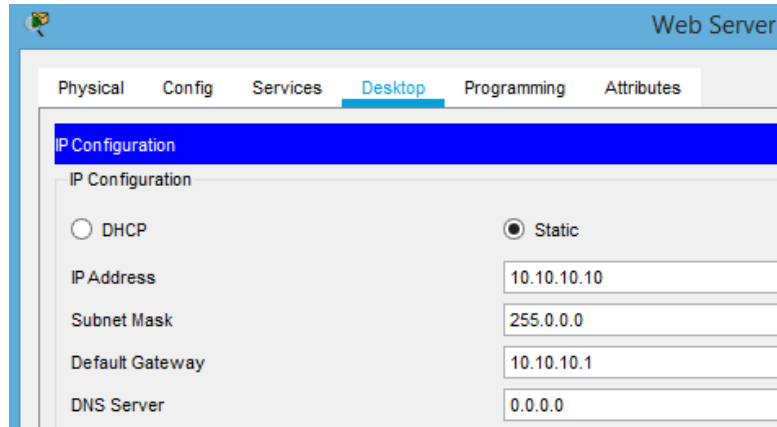 Web Server
Physical Config Services Desktop Programming Attributes
IP Configuration
IP Configuration
DHCP Static
IP Address 10.10.10.10
Subnet Mask 255.0.0.0
Default Gateway 10.10.10.1
DNS Server 0.0.0.0